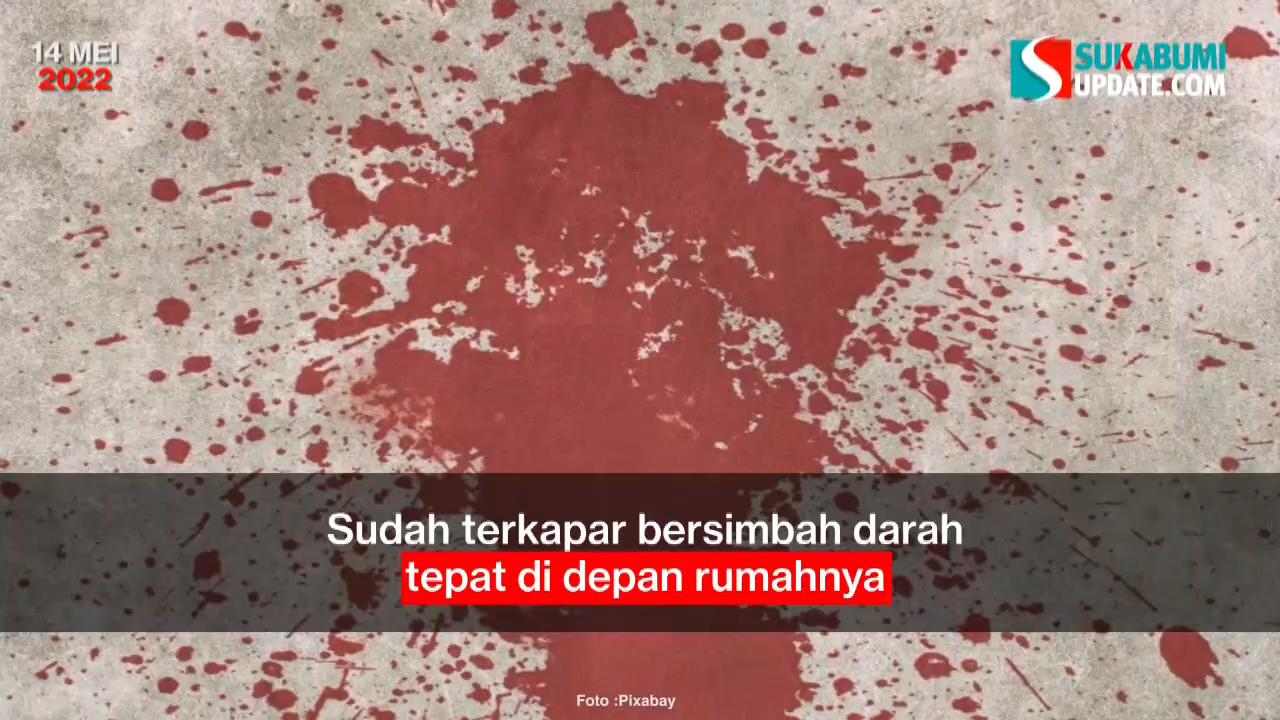 14 MEI
2022
SUKABUMI
UPDATE.COM
Sudah terkapar bersimbah darah
tepat di depan rumahnya
Foto :Pixabay